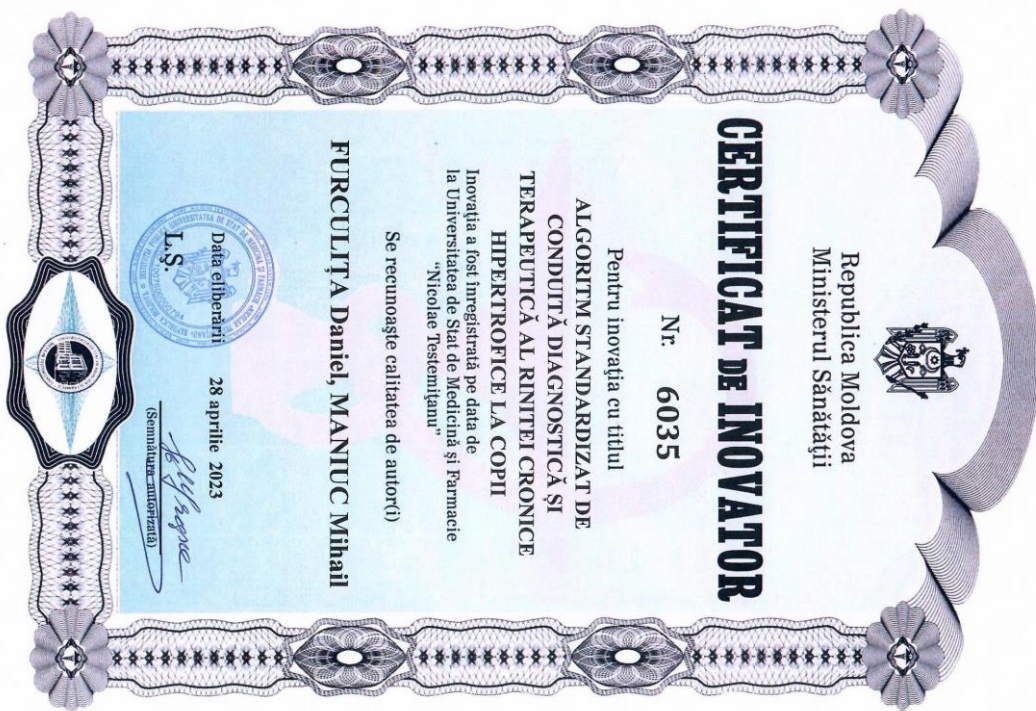 Republica Moldova
Ministerul Sănătății
CERTIFICAT DE INOVATOR
Nr. 6035
Pentru inovația cu titlul
ALGORITM STANDARDIZAT DE
CONDUITĂ DIAGNOSTICĂ ȘI
TERAPEUTICĂ AL RINITEI CRONICE
HIPERTROFICE LA COPII
Inovația a fost înregistrată pe data de
la Universitatea de Stat de Medicină și Farmacie
"Nicolae Testemițanu"
Se recunoaște calitatea de autor(i)
FURCULIȚA Daniel, MANIUC Mihail
Data eliberării 28 aprilie 2023
L.Ș.
(Semnătura autorizată)